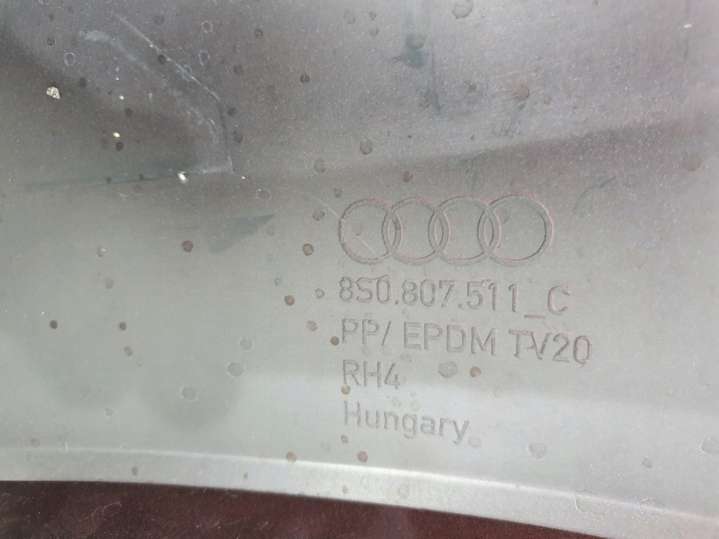 8S0.807.511_C
PP/ EPDM TV20
RH4
Hungary